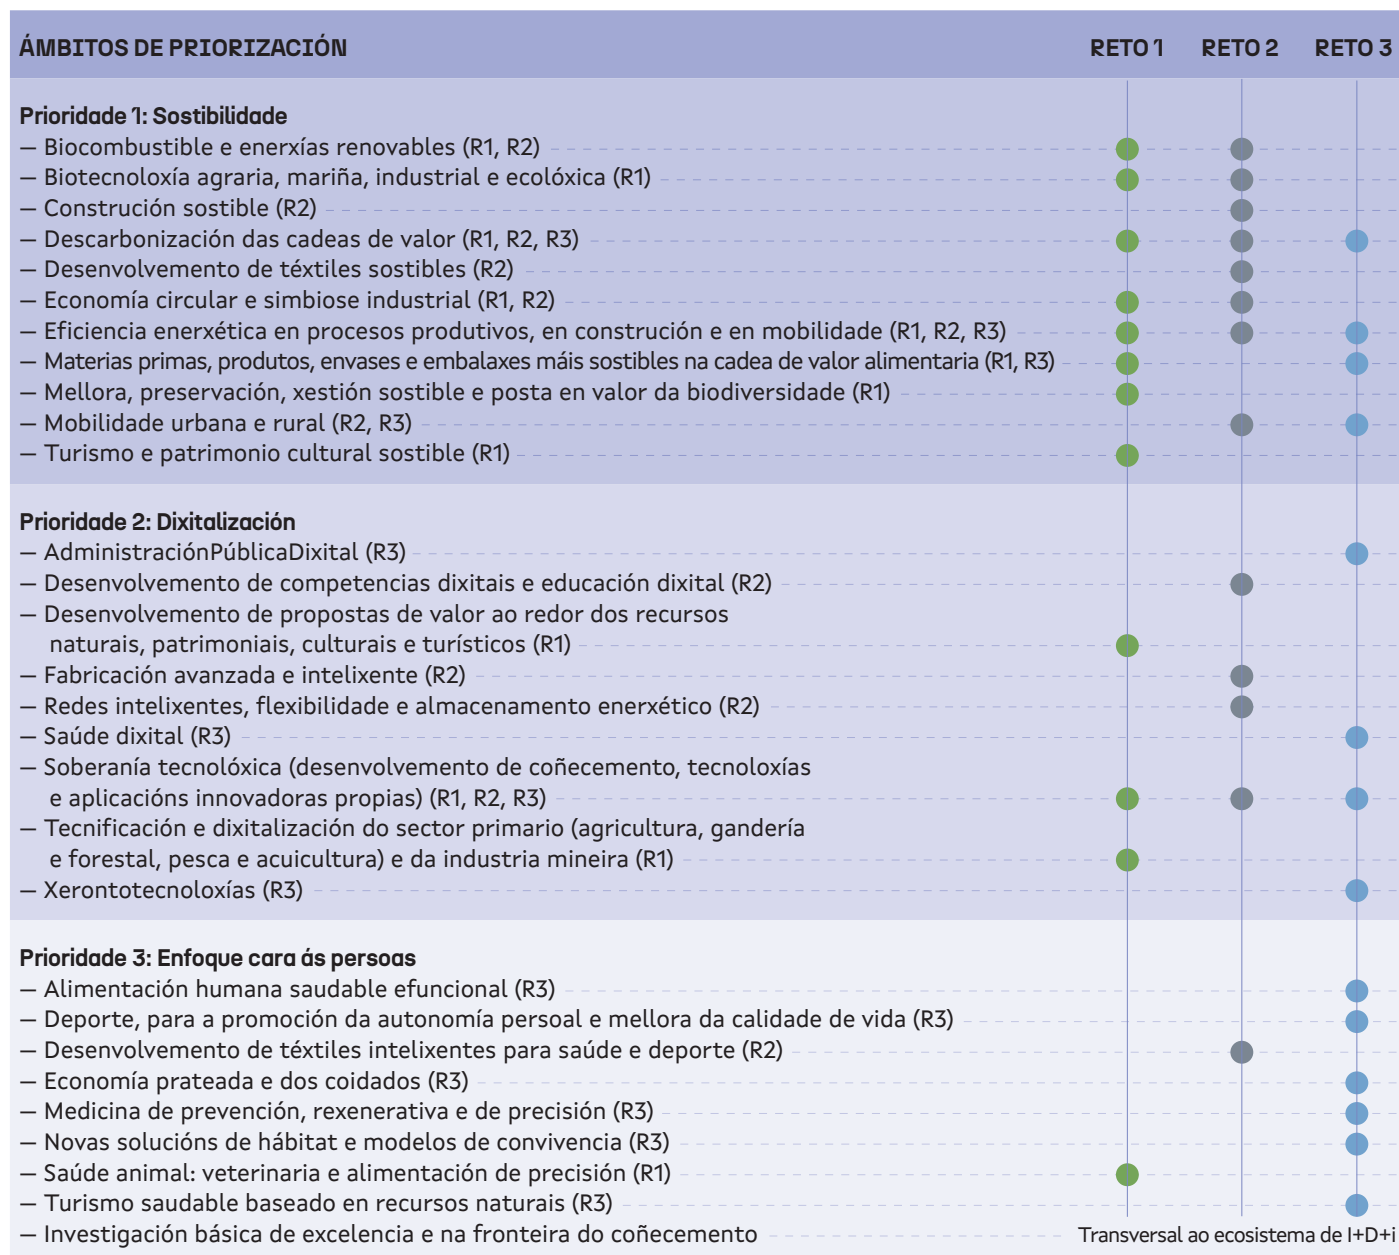 ÁMBITOS DE PRIORIZACIÓN RETO 1 RETO 2 RETO 3
Prioridade 1: Sostibilidade
— Biocombustible e enerxías renovables (R1, R2)
— Biotecnoloxía agraria, mariña, industrial e ecolóxica (R1)
— Construción sostible (R2)
— Descarbonización das cadeas de valor (R1, R2, R3)
— Desenvolvemento de téxtiles sostibles (R2)
— Economía circular e simbiose industrial (R1, R2)
— Eficiencia enerxética en procesos produtivos, en construción e en mobilidade (R1, R2, R3)
— Materias primas, produtos, envases e embalaxes máis sostibles na cadea de valor alimentaria (R1, R3)
— Mellora, preservación, xestión sostible e posta en valor da biodiversidade (R1)
— Mobilidade urbana e rural (R2, R3)
— Turismo e patrimonio cultural sostible (R1)
Prioridade 2: Dixitalización
— AdministraciónPúblicaDixital (R3)
— Desenvolvemento de competencias dixitais e educación dixital (R2)
— Desenvolvemento de propostas de valor ao redor dos recursos
naturais, patrimoniais, culturais e turísticos (R1)
— Fabricación avanzada e intelixente (R2)
— Redes intelixentes, flexibilidade e almacenamento enerxético (R2)
— Saúde dixital (R3)
— Soberanía tecnolóxica (desenvolvemento de coñecemento, tecnoloxías
e aplicacións innovadoras propias) (R1, R2, R3)
— Tecnificación e dixitalización do sector primario (agricultura, gandería
e forestal, pesca e acuicultura) e da industria mineira (R1)
— Xerontotecnoloxías (R3)
Prioridade 3: Enfoque cara ás persoas
— Alimentación humana saudable efuncional (R3)
— Deporte, para a promoción da autonomía persoal e mellora da calidade de vida (R3)
— Desenvolvemento de téxtiles intelixentes para saúde e deporte (R2)
— Economía prateada e dos coidados (R3)
— Medicina de prevención, rexenerativa e de precisión (R3)
— Novas solucións de hábitat e modelos de convivencia (R3)
— Saúde animal: veterinaria e alimentación de precisión (R1)
— Turismo saudable baseado en recursos naturais (R3)
— Investigación básica de excelencia e na fronteira do coñecemento Transversal ao ecosistema de I+D+i